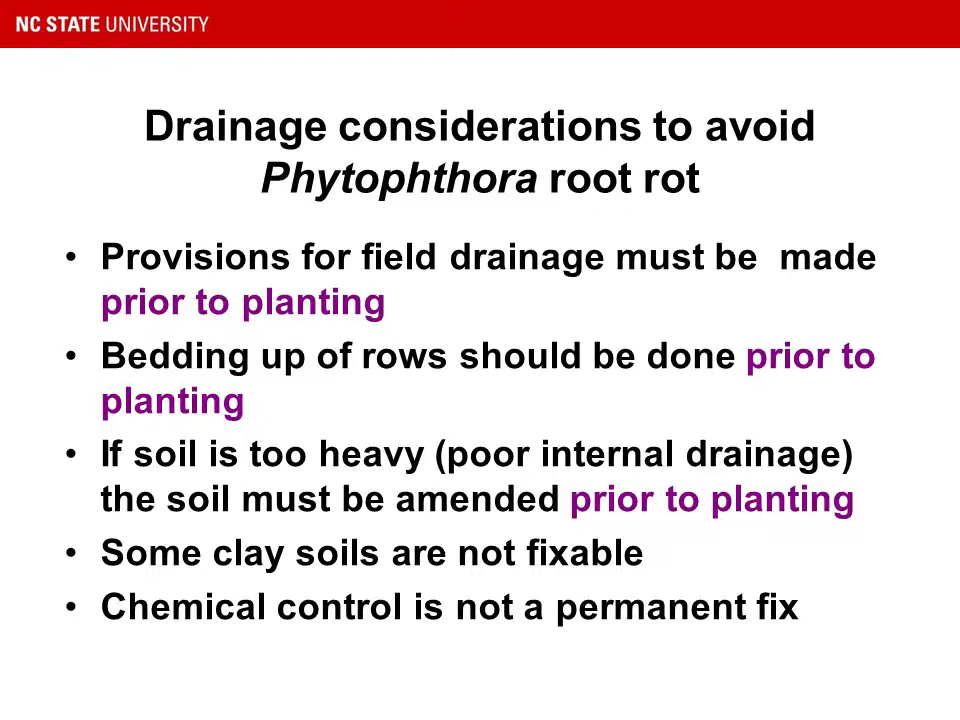 NC STATE UNIVERSITY
Drainage considerations to avoid
Phytophthora root rot
• Provisions for field drainage must be  made
prior to planting
• Bedding up of rows should be done prior to
planting
• If soil is too heavy (poor internal drainage)
the soil must be amended prior to planting
• Some clay soils are not fixable
• Chemical control is not a permanent fix